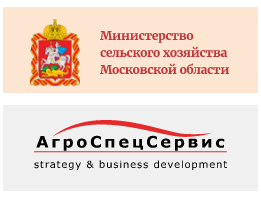 Министерство
сельского хозяйства
Московской области
АгроСпецСервис
strategy & business development